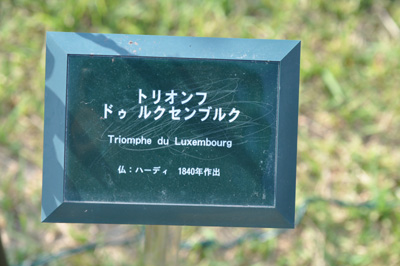 トリオンフ
ドゥ ルクセンブルク
Triomphe du Luxembourg
仏：ハーディ　1840年作出